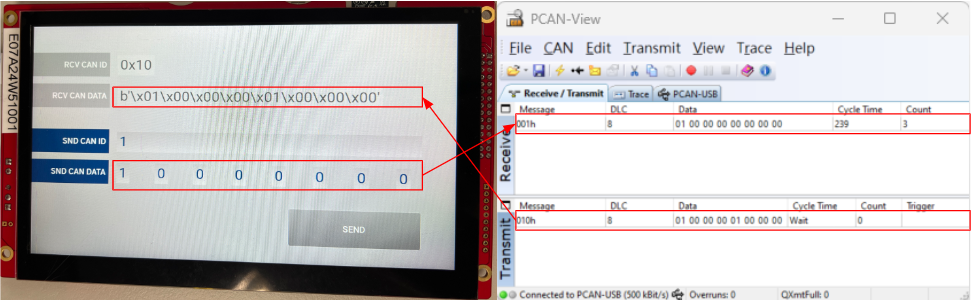 E07A24W51001
RCV CAN ID 0x10
RCV CAN DATA b'\x01\x00\x00\x00\x01\x00\x00\x00'
SND CAN ID 1
SND CAN DATA 1 0 0 0 0 0 0 0
SEND
PCAN-View
File CAN Edit Transmit View Trace Help
Receive / Transmit Trace PCAN-USB
Receive
Message DLC Data Cycle Time Count
001h 8 01 00 00 00 00 00 00 00 239 3
Transmit
Message DLC Data Cycle Time Count Trigger
010h 8 01 00 00 00 01 00 00 00 Wait 0
Connected to PCAN-USB (500 kBit/s) Overruns: 0 QXmtFull: 0